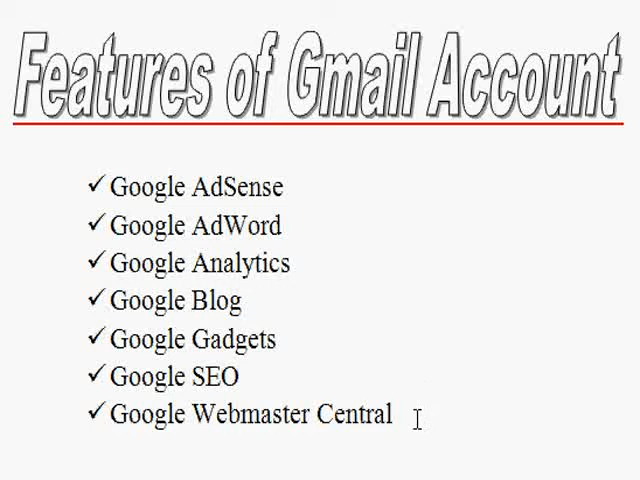 Features of Gmail Account
✓ Google AdSense
✓ Google AdWord
✓ Google Analytics
✓ Google Blog
✓ Google Gadgets
✓ Google SEO
✓ Google Webmaster Central